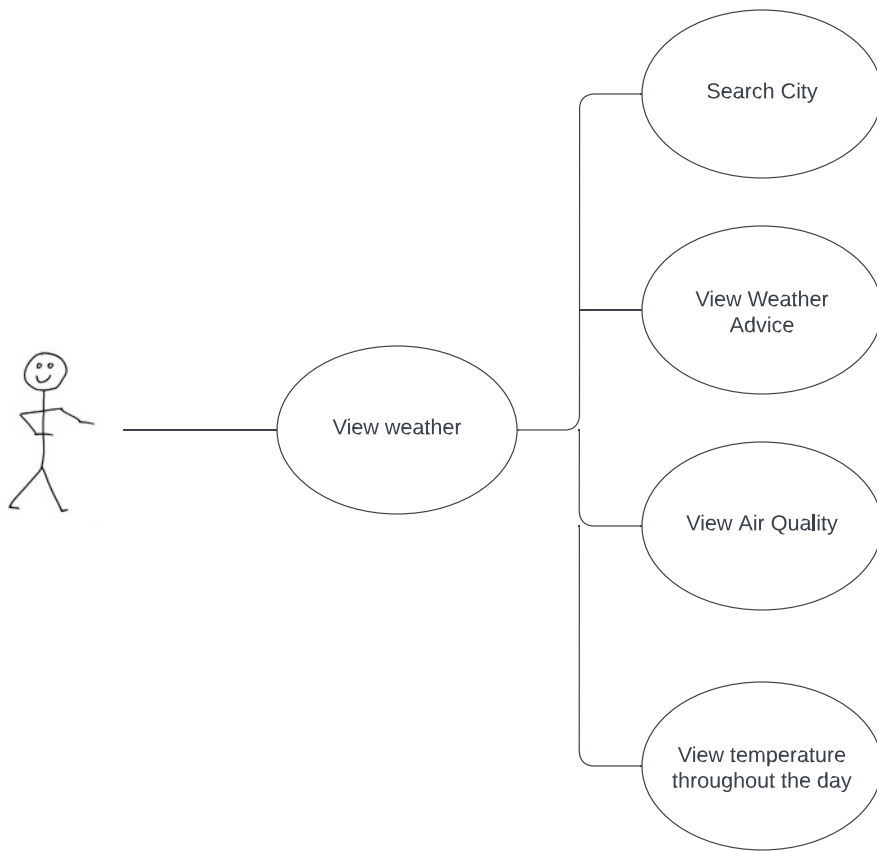 Search City
View Weather
Advice
View weather
View Air Quality
View temperature
throughout the day